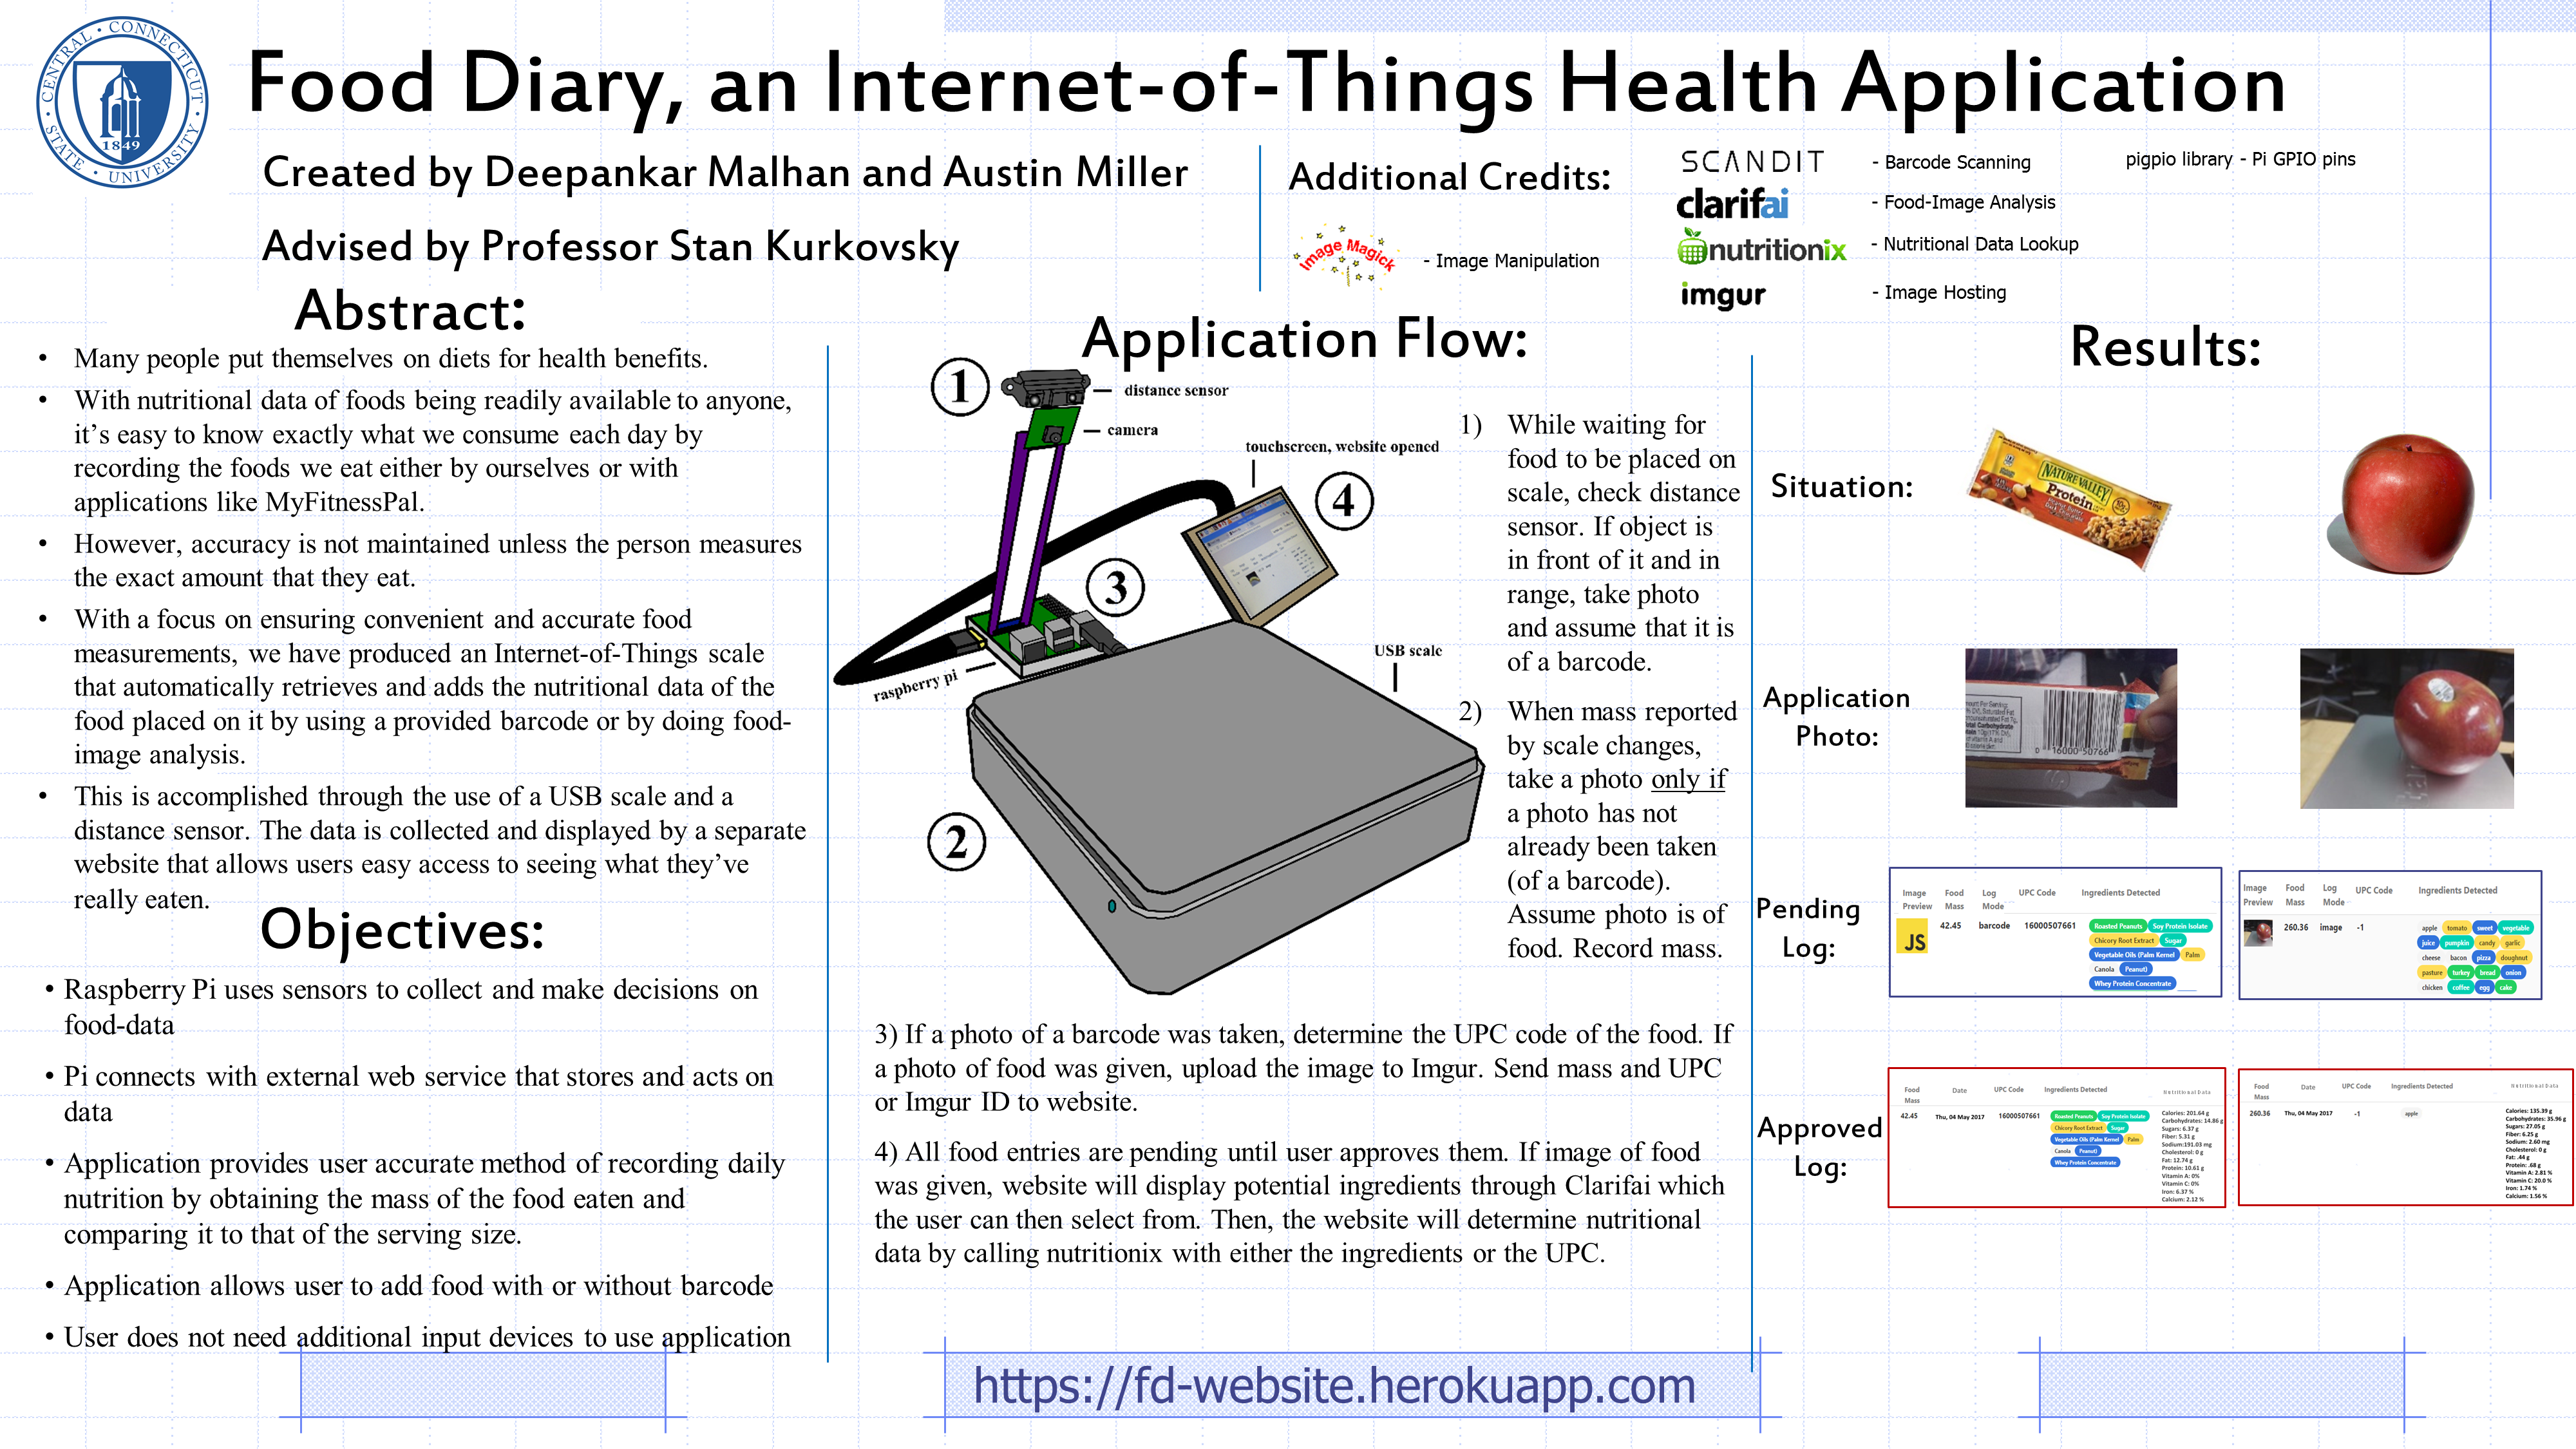 CENTRAL • CONNECTICUT • STATE • UNIVERSITY •
1849
Food Diary, an Internet-of-Things Health Application
Created by Deepankar Malhan and Austin Miller
Advised by Professor Stan Kurkovsky
Additional Credits:
Image Magick
- Image Manipulation
SCANDIT
- Barcode Scanning
clarifai
- Food-Image Analysis
nutritionix
- Nutritional Data Lookup
imgur
- Image Hosting
pigpio library - Pi GPIO pins
Abstract:
• Many people put themselves on diets for health benefits.
• With nutritional data of foods being readily available to anyone,
it’s easy to know exactly what we consume each day by
recording the foods we eat either by ourselves or with
applications like MyFitnessPal.
• However, accuracy is not maintained unless the person measures
the exact amount that they eat.
• With a focus on ensuring convenient and accurate food
measurements, we have produced an Internet-of-Things scale
that automatically retrieves and adds the nutritional data of the
food placed on it by using a provided barcode or by doing food-
image analysis.
• This is accomplished through the use of a USB scale and a
distance sensor. The data is collected and displayed by a separate
website that allows users easy access to seeing what they’ve
really eaten.
Objectives:
• Raspberry Pi uses sensors to collect and make decisions on
food-data
• Pi connects with external web service that stores and acts on
data
• Application provides user accurate method of recording daily
nutrition by obtaining the mass of the food eaten and
comparing it to that of the serving size.
• Application allows user to add food with or without barcode
• User does not need additional input devices to use application
Application Flow:
1
distance sensor
camera
touchscreen, website opened
4
3
raspberry pi
USB scale
2
1) While waiting for
food to be placed on
scale, check distance
sensor. If object is
in front of it and in
range, take photo
and assume that it is
of a barcode.
2) When mass reported
by scale changes,
take a photo only if
a photo has not
already been taken
(of a barcode).
Assume photo is of
food. Record mass.
3) If a photo of a barcode was taken, determine the UPC code of the food. If
a photo of food was given, upload the image to Imgur. Send mass and UPC
or Imgur ID to website.
4) All food entries are pending until user approves them. If image of food
was given, website will display potential ingredients through Clarifai which
the user can then select from. Then, the website will determine nutritional
data by calling nutritionix with either the ingredients or the UPC.
https://fd-website.herokuapp.com
Results:
Situation:
NATURE VALLEY
Protein
Application
Photo:
0 16000 50766
Pending
Log:
Image Preview Food Mass Log Mode UPC Code Ingredients Detected
JS 42.45 barcode 16000507661
Roasted Peanuts Soy Protein Isolate
Chicory Root Extract Sugar
Vegetable Oils (Palm Kernel Palm
Canola Peanut)
Whey Protein Concentrate
Image Preview Food Mass Log Mode UPC Code Ingredients Detected
260.36 image -1
apple tomato sweet vegetable
juice pumpkin candy garlic
cheese bacon pizza doughnut
pasture turkey bread onion
chicken coffee egg cake
Approved
Log:
Food Mass Date UPC Code Ingredients Detected Nutritional Data
42.45 Thu, 04 May 2017 16000507661
Roasted Peanuts Soy Protein Isolate
Chicory Root Extract Sugar
Vegetable Oils (Palm Kernel Palm
Canola Peanut)
Whey Protein Concentrate
Calories: 201.64 g
Carbohydrates: 14.86 g
Sugars: 6.37 g
Fiber: 5.31 g
Sodium:191.03 mg
Cholesterol: 0 g
Fat: 12.74 g
Protein: 10.61 g
Vitamin A: 0%
Vitamin C: 0%
Iron: 6.37 %
Calcium: 2.12 %
Food Mass Date UPC Code Ingredients Detected Nutritional Data
260.36 Thu, 04 May 2017 -1 apple
Calories: 135.39 g
Carbohydrates: 35.96 g
Sugars: 27.05 g
Fiber: 6.25 g
Sodium: 2.60 mg
Cholesterol: 0 g
Fat: .44 g
Protein: .68 g
Vitamin A: 2.81 %
Vitamin C: 20.0 %
Iron: 1.74 %
Calcium: 1.56 %